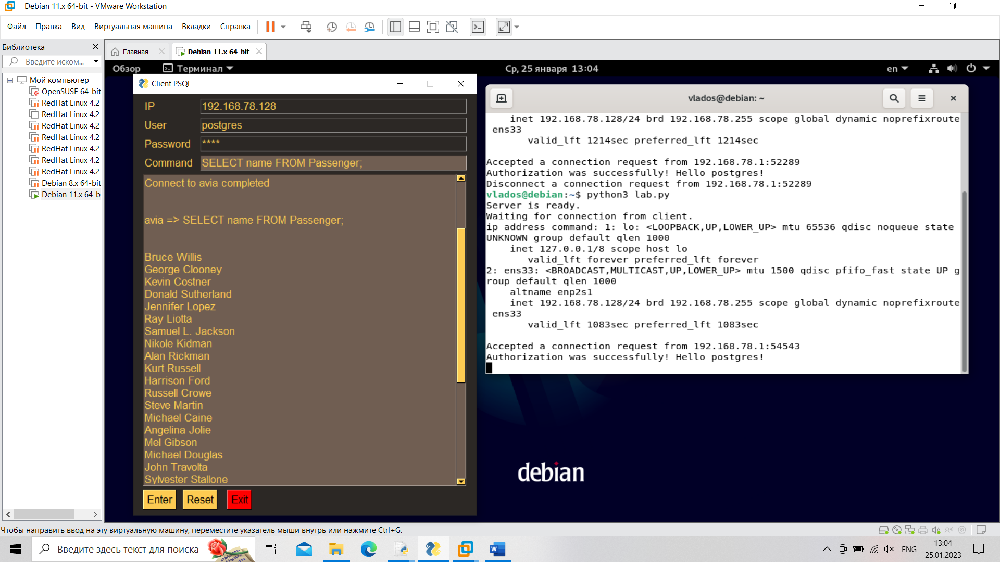 Debian 11.x 64-bit - VMware Workstation
Файл Правка Вид Виртуальная машина Вкладки Справка
Библиотека
Введите иском...
Мой компьютер
OpenSUSE 64-bit
RedHat Linux 4.2
RedHat Linux 4.2
RedHat Linux 4.2
RedHat Linux 4.2
RedHat Linux 4.2
RedHat Linux 4.2
RedHat Linux 4.2
Debian 8.x 64-bit
Debian 11.x 64-b
Главная Debian 11.x 64-bit
Обзор Терминал Ср, 25 января 13:04 en
Client PSQL
IP 192.168.78.128
User postgres
Password ****
Command SELECT name FROM Passenger;
Connect to avia completed
avia => SELECT name FROM Passenger;
Bruce Willis
George Clooney
Kevin Costner
Donald Sutherland
Jennifer Lopez
Ray Liotta
Samuel L. Jackson
Nikole Kidman
Alan Rickman
Kurt Russell
Harrison Ford
Russell Crowe
Steve Martin
Michael Caine
Angelina Jolie
Mel Gibson
Michael Douglas
John Travolta
Sylvester Stallone
Enter Reset Exit
vlados@debian: ~
inet 192.168.78.128/24 brd 192.168.78.255 scope global dynamic noprefixroute
ens33
valid_lft 1214sec preferred_lft 1214sec
Accepted a connection request from 192.168.78.1:52289
Authorization was successfully! Hello postgres!
Disconnect a connection request from 192.168.78.1:52289
vlados@debian:~$ python3 lab.py
Server is ready.
Waiting for connection from client.
ip address command: 1: lo: <LOOPBACK,UP,LOWER_UP> mtu 65536 qdisc noqueue state
UNKNOWN group default qlen 1000
inet 127.0.0.1/8 scope host lo
valid_lft forever preferred_lft forever
2: ens33: <BROADCAST,MULTICAST,UP,LOWER_UP> mtu 1500 qdisc pfifo_fast state UP g
roup default qlen 1000
altname enp2s1
inet 192.168.78.128/24 brd 192.168.78.255 scope global dynamic noprefixroute
ens33
valid_lft 1083sec preferred_lft 1083sec
Accepted a connection request from 192.168.78.1:54543
Authorization was successfully! Hello postgres!
debian
Чтобы направить ввод на эту виртуальную машину, переместите указатель мыши внутрь или нажмите Ctrl+G.
Введите здесь текст для поиска
ENG
13:04
25.01.2023